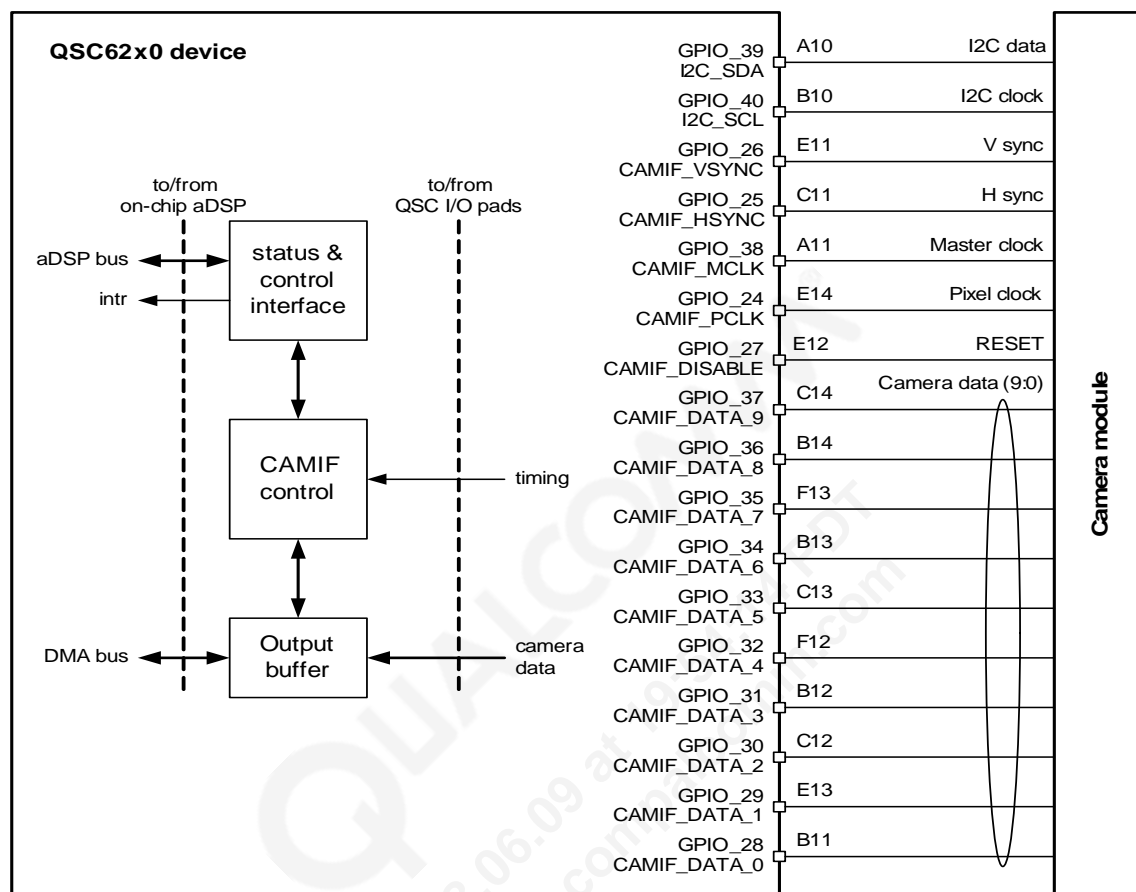 QSC62x0 device
to/from
on-chip aDSP
to/from
QSC I/O pads
aDSP bus
intr
status &
control
interface
CAMIF
control
timing
DMA bus
Output
buffer
camera
data
GPIO_39
I2C_SDA
A10
I2C data
GPIO_40
I2C_SCL
B10
I2C clock
GPIO_26
CAMIF_VSYNC
E11
V sync
GPIO_25
CAMIF_HSYNC
C11
H sync
GPIO_38
CAMIF_MCLK
A11
Master clock
GPIO_24
CAMIF_PCLK
E14
Pixel clock
GPIO_27
CAMIF_DISABLE
E12
RESET
Camera data (9:0)
GPIO_37
CAMIF_DATA_9
C14
GPIO_36
CAMIF_DATA_8
B14
GPIO_35
CAMIF_DATA_7
F13
GPIO_34
CAMIF_DATA_6
B13
GPIO_33
CAMIF_DATA_5
C13
GPIO_32
CAMIF_DATA_4
F12
GPIO_31
CAMIF_DATA_3
B12
GPIO_30
CAMIF_DATA_2
C12
GPIO_29
CAMIF_DATA_1
E13
GPIO_28
CAMIF_DATA_0
B11
Camera module
QUALCOMM